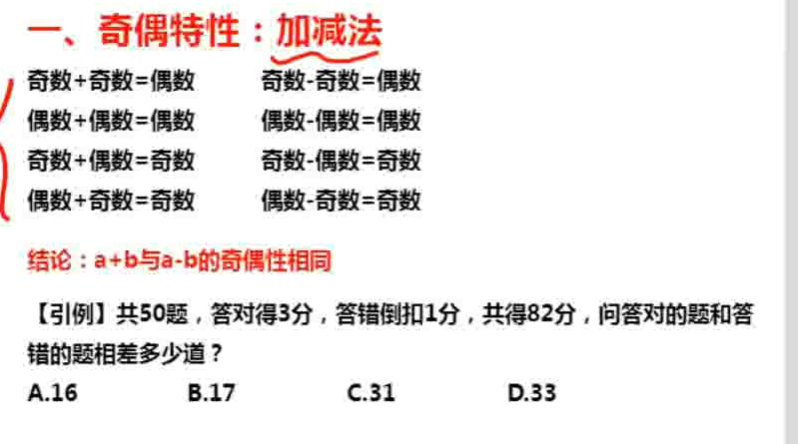 一、奇偶特性：加减法
奇数+奇数=偶数 奇数-奇数=偶数
偶数+偶数=偶数 偶数-偶数=偶数
奇数+偶数=奇数 奇数-偶数=奇数
偶数+奇数=奇数 偶数-奇数=奇数
结论：a+b与a-b的奇偶性相同
【引例】共50题，答对得3分，答错倒扣1分，共得82分，问答对的题和答
错的题相差多少道？
A.16 B.17 C.31 D.33